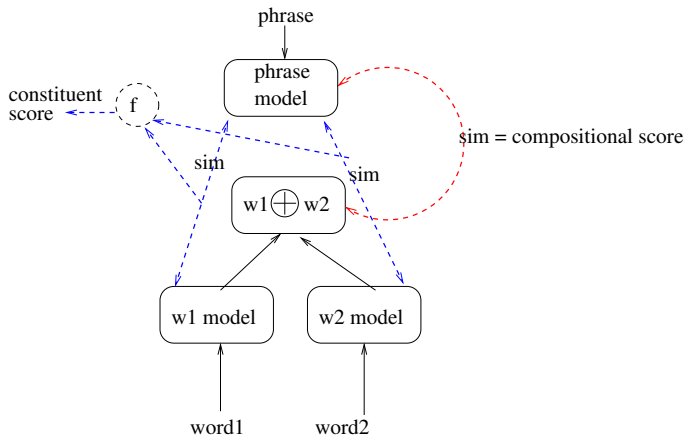 phrase
phrase
model
constituent
score
f
sim = compositional score
sim
sim
w1 ⊕ w2
w1 model
w2 model
word1
word2